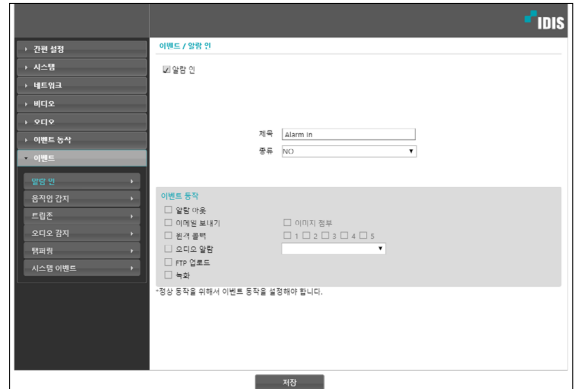 IDIS
간편 설정
시스템
네트워크
비디오
오디오
이벤트 동작
이벤트
알람 인
움직임 감지
트립존
오디오 감지
탬퍼링
시스템 이벤트
이벤트 / 알람 인
알람 인
제목 Alarm In
종류 NO
이벤트 동작
알람 아웃
이메일 보내기 이미지 첨부
원격 콜백 1 2 3 4 5
오디오 알람
FTP 업로드
녹화
*정상 동작을 위해서 이벤트 동작을 설정해야 합니다.
저장